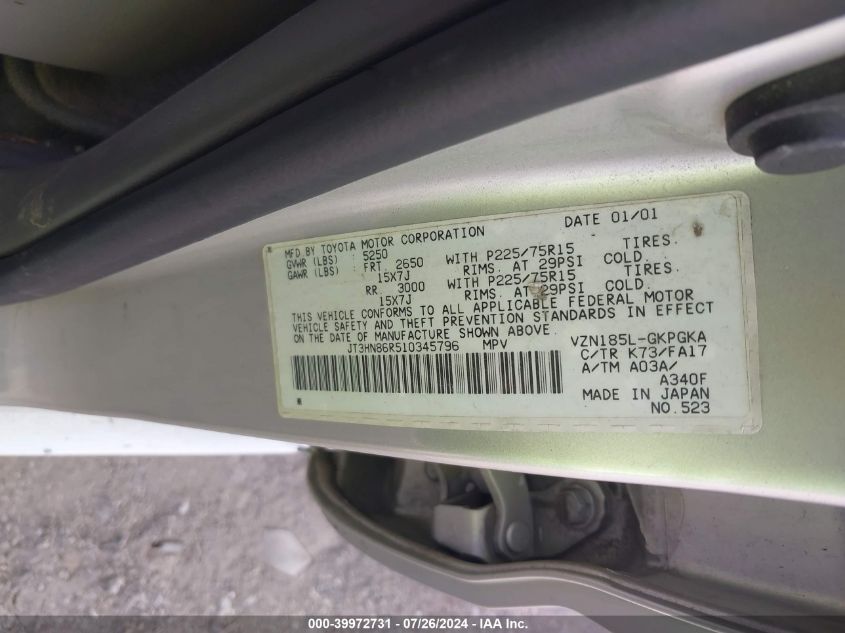 DATE 01/01
MFD BY TOYOTA MOTOR CORPORATION
GVWR (LBS) : 5250
GAWR (LBS) : FRT. 2650 WITH P225/75R15 TIRES.
15X7J RIMS. AT 29PSI COLD.
RR. 3000 WITH P225/75R15 TIRES
15X7J RIMS. AT 29PSI COLD.
THIS VEHICLE CONFORMS TO ALL APPLICABLE FEDERAL MOTOR
VEHICLE SAFETY AND THEFT PREVENTION STANDARDS IN EFFECT
ON THE DATE OF MANUFACTURE SHOWN ABOVE.
JT3HN86R510345796 MPV
VZN185L-GKPGKA
C/TR K73/FA17
A/TM A03A/
A340F
MADE IN JAPAN
NO.523
000-39972731 - 07/26/2024 - IAA Inc.